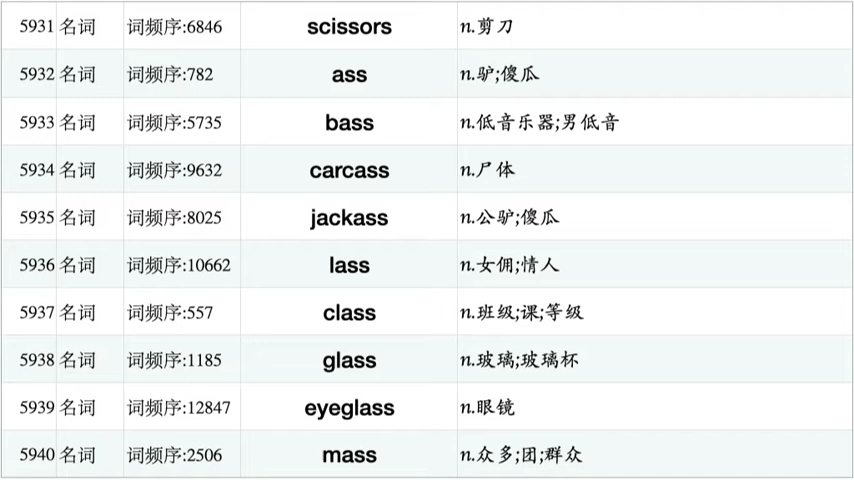 5931 名词 词频序:6846 scissors n.剪刀
5932 名词 词频序:782 ass n.驴;傻瓜
5933 名词 词频序:5735 bass n.低音乐器;男低音
5934 名词 词频序:9632 carcass n.尸体
5935 名词 词频序:8025 jackass n.公驴;傻瓜
5936 名词 词频序:10662 lass n.女佣;情人
5937 名词 词频序:557 class n.班级;课;等级
5938 名词 词频序:1185 glass n.玻璃;玻璃杯
5939 名词 词频序:12847 eyeglass n.眼镜
5940 名词 词频序:2506 mass n.众多;团;群众